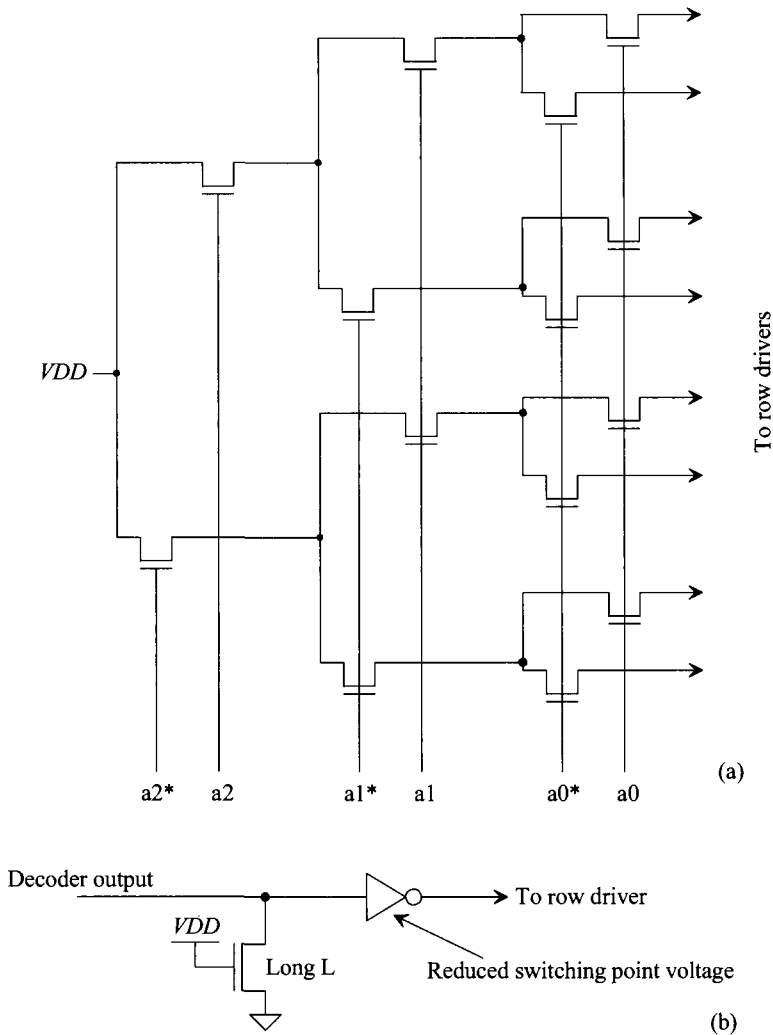 VDD
To row drivers
(a)
a2* a2 a1* a1 a0* a0
Decoder output
To row driver
VDD
Long L
Reduced switching point voltage
(b)